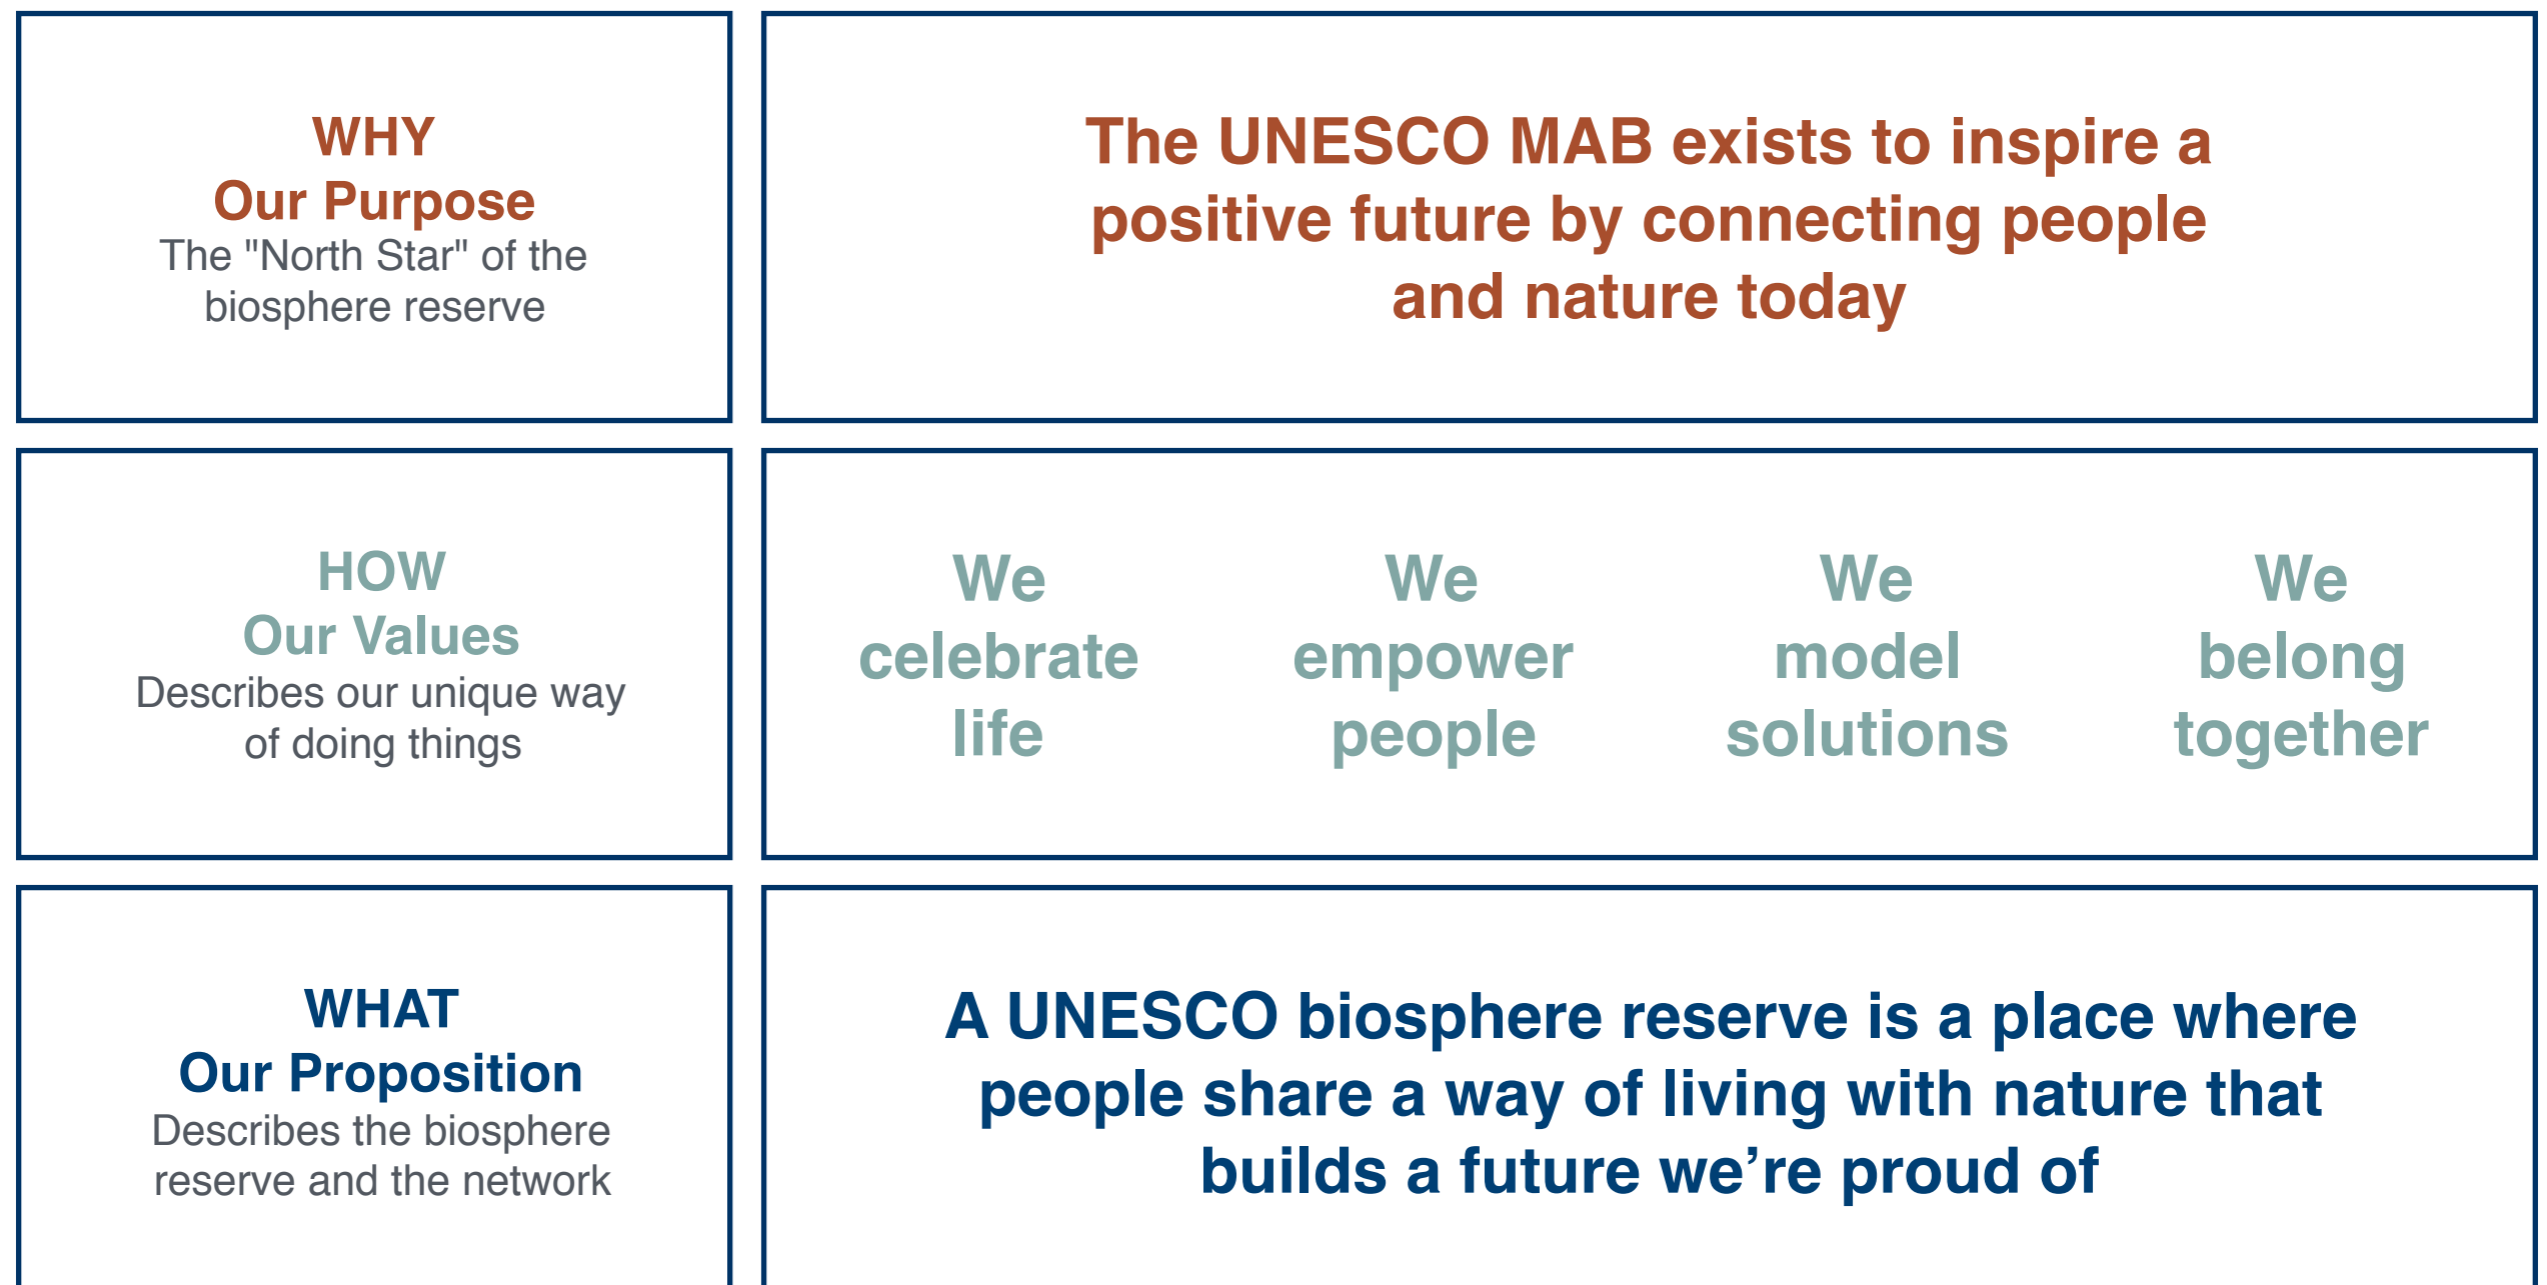 WHY
Our Purpose
The "North Star" of the
biosphere reserve
The UNESCO MAB exists to inspire a
positive future by connecting people
and nature today
HOW
Our Values
Describes our unique way
of doing things
We
celebrate
life
We
empower
people
We
model
solutions
We
belong
together
WHAT
Our Proposition
Describes the biosphere
reserve and the network
A UNESCO biosphere reserve is a place where
people share a way of living with nature that
builds a future we’re proud of